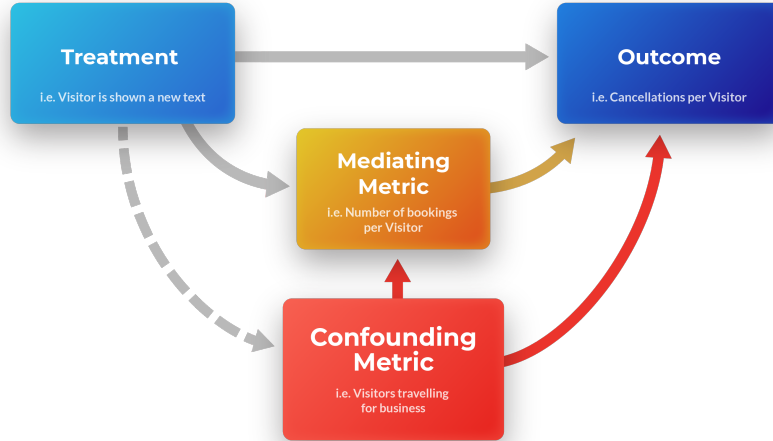 Treatment
i.e. Visitor is shown a new text
Outcome
i.e. Cancellations per Visitor
Mediating
Metric
i.e. Number of bookings
per Visitor
Confounding
Metric
i.e. Visitors travelling
for business